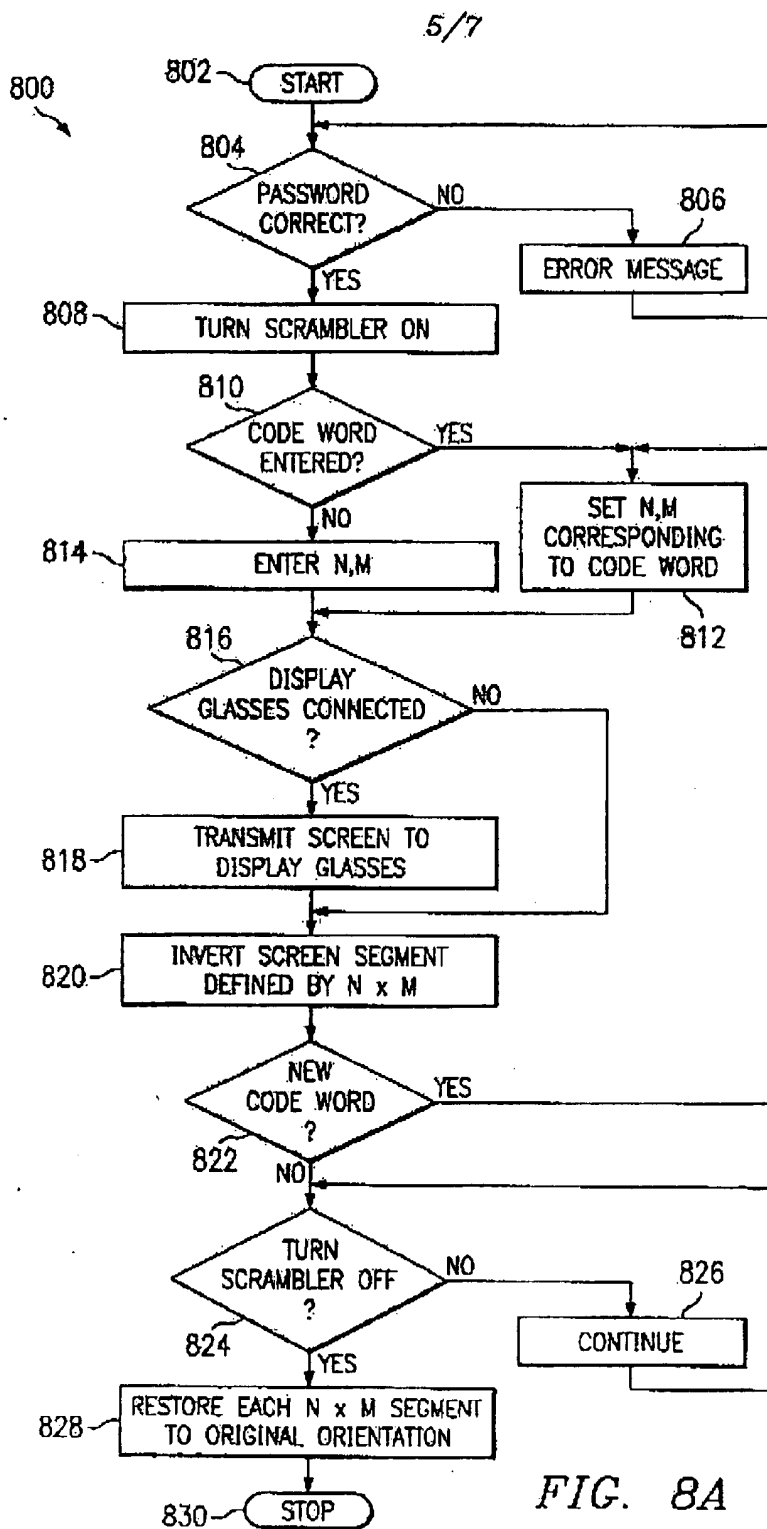 5/7
800
802
START
804
PASSWORD
CORRECT?
NO
806
ERROR MESSAGE
YES
808
TURN SCRAMBLER ON
810
CODE WORD
ENTERED?
YES
NO
SET N,M
CORRESPONDING
TO CODE WORD
812
814
ENTER N,M
816
DISPLAY
GLASSES CONNECTED
?
NO
YES
818
TRANSMIT SCREEN TO
DISPLAY GLASSES
820
INVERT SCREEN SEGMENT
DEFINED BY N x M
NEW
CODE WORD
?
YES
822
NO
TURN
SCRAMBLER OFF
?
NO
824
826
CONTINUE
YES
828
RESTORE EACH N x M SEGMENT
TO ORIGINAL ORIENTATION
830
STOP
FIG. 8A